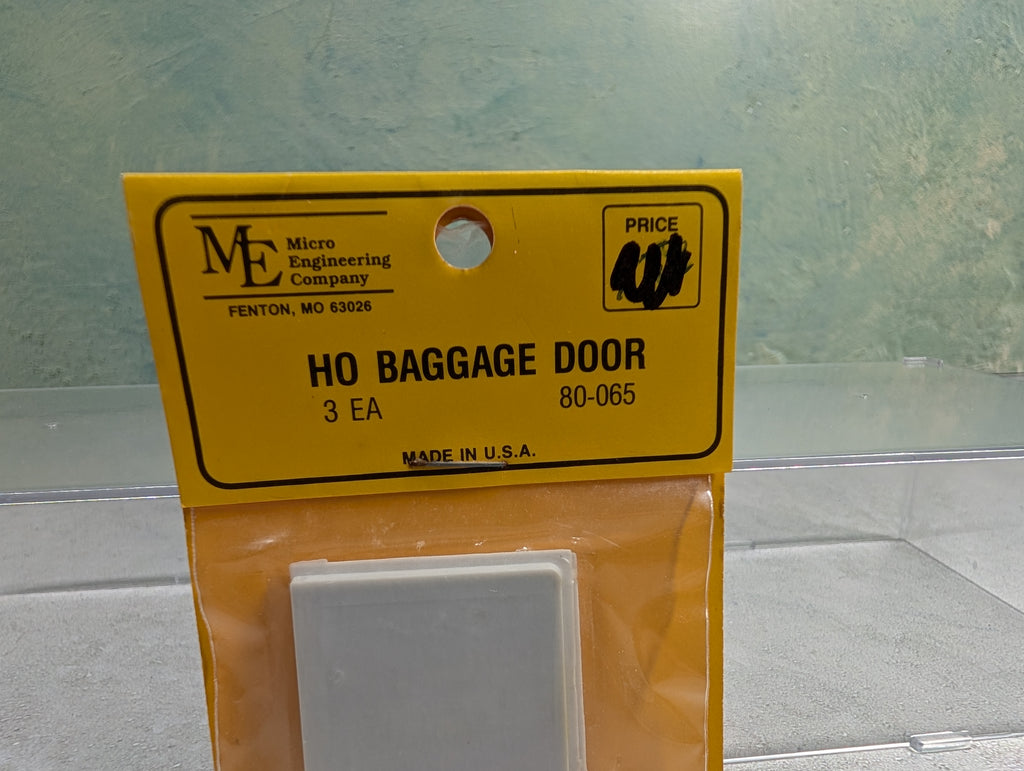 ME Micro
Engineering
Company
FENTON, MO 63026
PRICE
HO BAGGAGE DOOR
3 EA 80-065
MADE IN U.S.A.